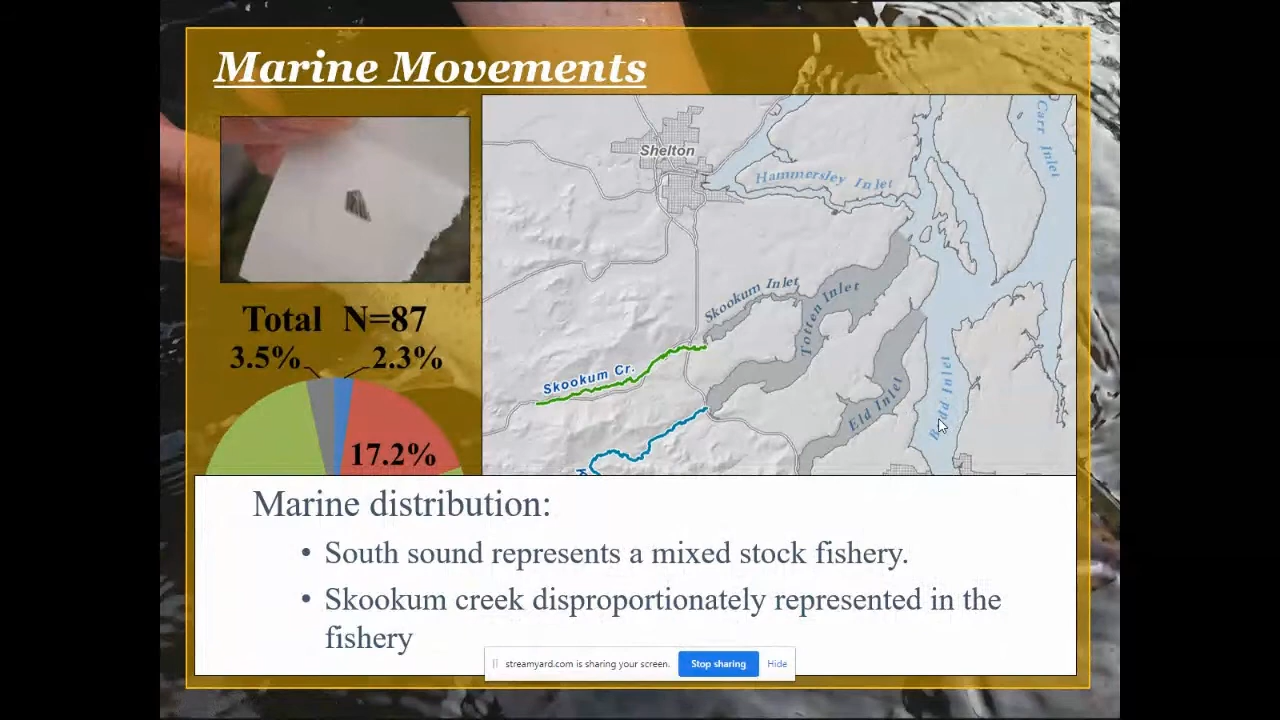 Marine Movements
Total N=87
3.5%
2.3%
17.2%
Shelton
Hammersley Inlet
Carr Inlet
Skookum Inlet
Totten Inlet
Skookum Cr.
Eld Inlet
Budd Inlet
Marine distribution:
• South sound represents a mixed stock fishery.
• Skookum creek disproportionately represented in the
fishery
streamyard.com is sharing your screen.
Stop sharing
Hide